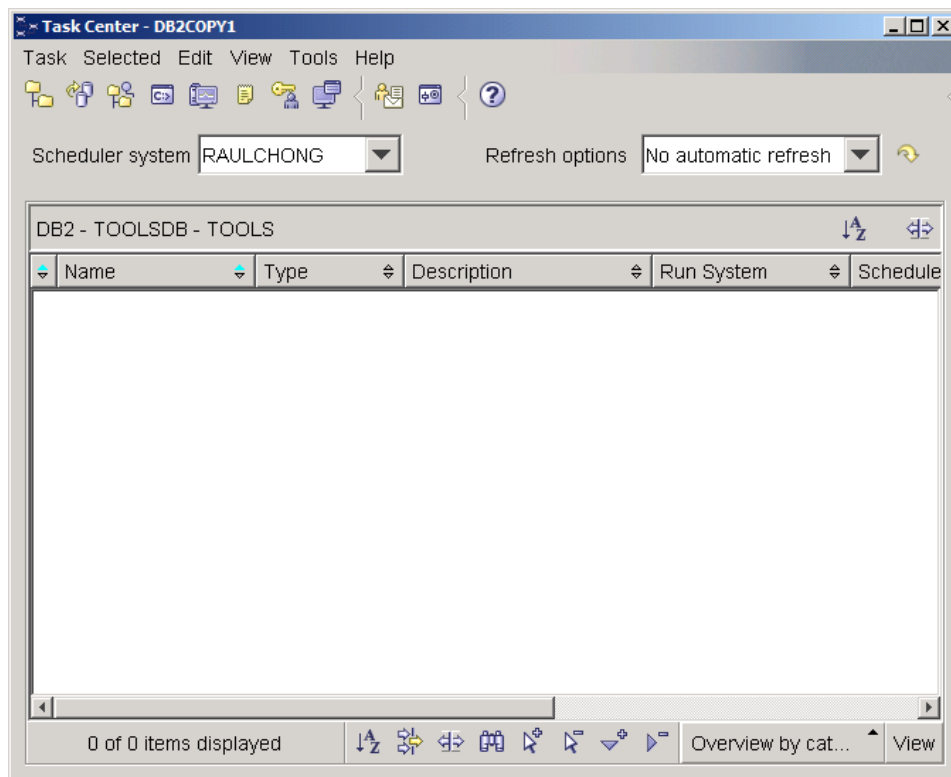 Task Center - DB2COPY1
Task Selected Edit View Tools Help
Scheduler system RAULCHONG Refresh options No automatic refresh
DB2 - TOOLSDB - TOOLS
Name Type Description Run System Schedule
0 of 0 items displayed Overview by cat... View